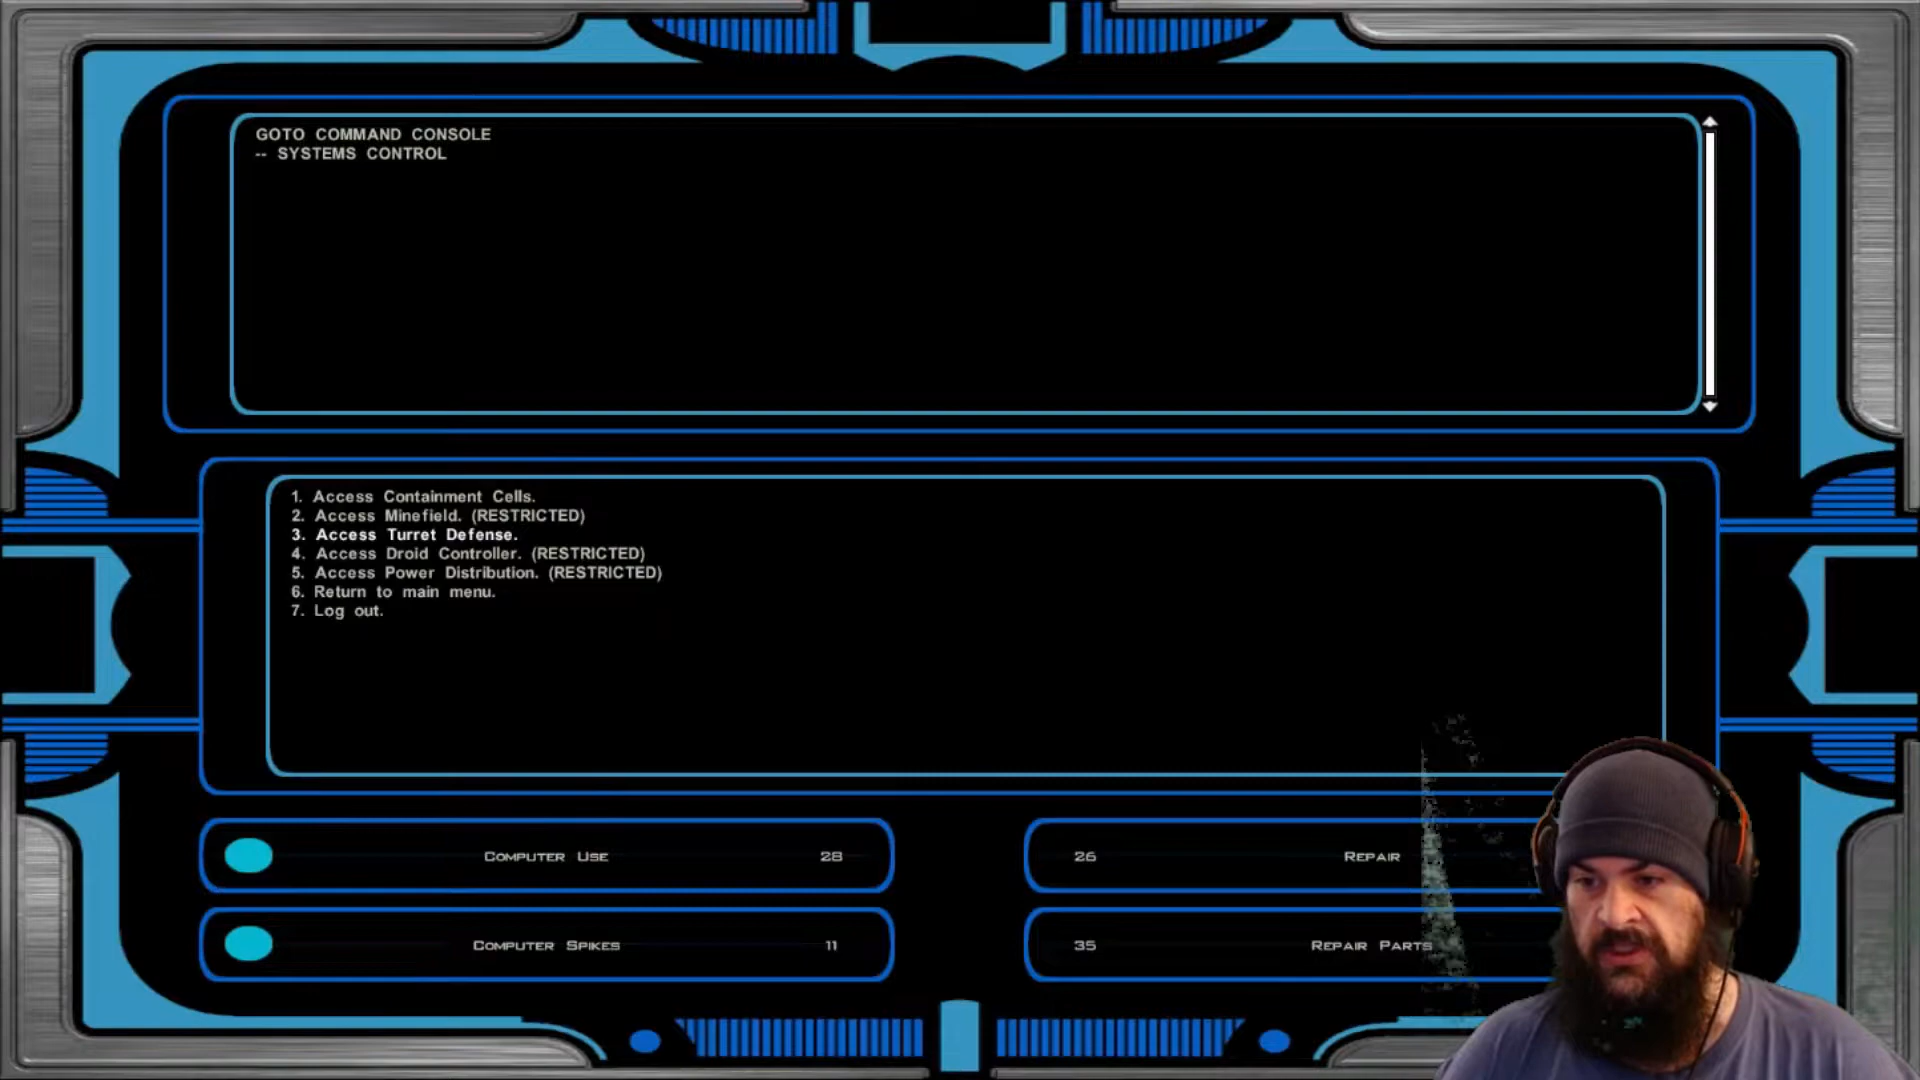 GOTO COMMAND CONSOLE
-- SYSTEMS CONTROL
1. Access Containment Cells.
2. Access Minefield. (RESTRICTED)
3. Access Turret Defense.
4. Access Droid Controller. (RESTRICTED)
5. Access Power Distribution. (RESTRICTED)
6. Return to main menu.
7. Log out.
Computer Use 28
26 Repair
Computer Spikes 11
35 Repair Parts